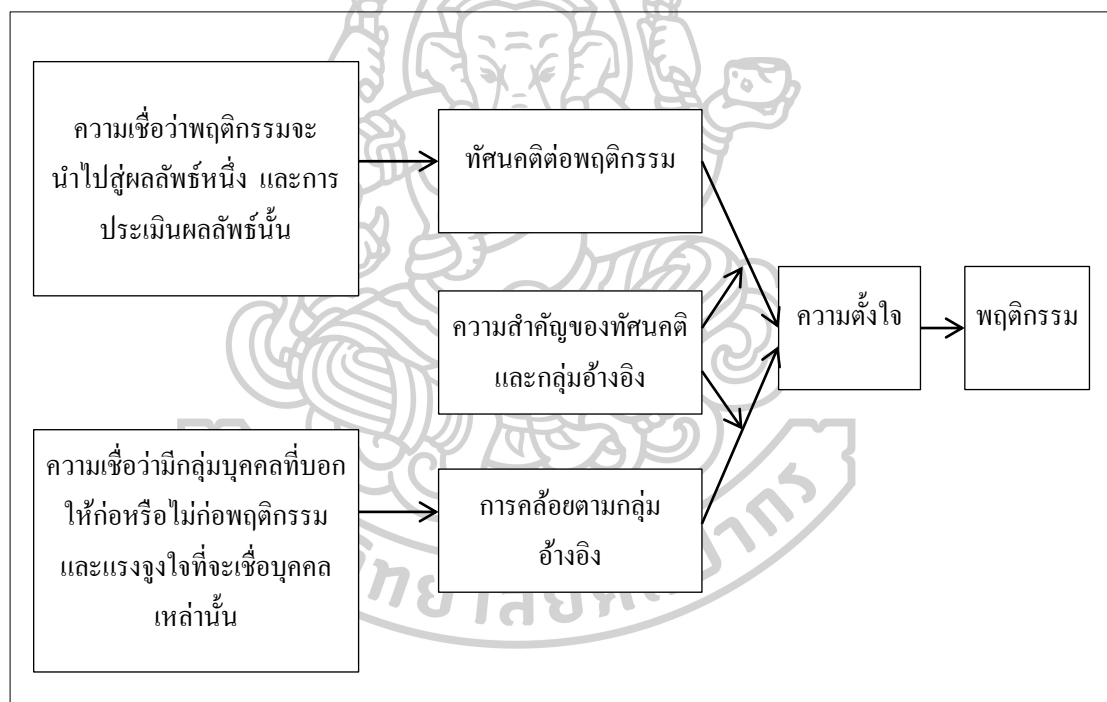 ความเชื่อว่าพฤติกรรมจะ
นำไปสู่ผลลัพธ์หนึ่ง และการ
ประเมินผลลัพธ์นั้น
ทัศนคติต่อพฤติกรรม
ความสำคัญของทัศนคติ
และกลุ่มอ้างอิง
ความตั้งใจ
พฤติกรรม
ความเชื่อว่ามีกลุ่มบุคคลที่บอก
ให้ก่อหรือไม่ก่อพฤติกรรม
และแรงจูงใจที่จะเชื่อบุคคล
เหล่านั้น
การคล้อยตามกลุ่ม
อ้างอิง